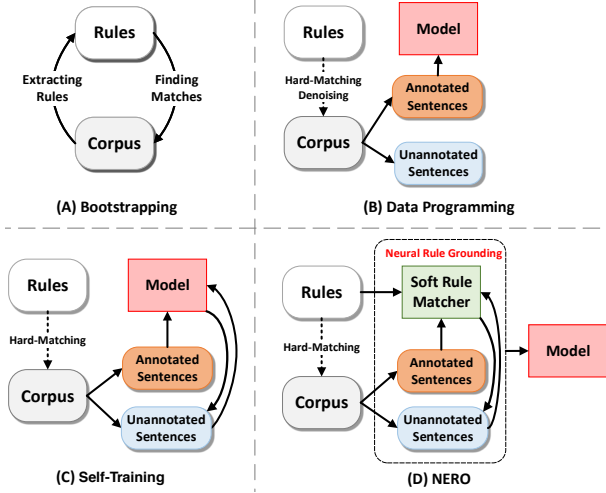 Rules
Extracting
Rules
Finding
Matches
Corpus
(A) Bootstrapping
Rules
Hard-Matching
Denoising
Corpus
Model
Annotated
Sentences
Unannotated
Sentences
(B) Data Programming
Rules
Hard-Matching
Corpus
Model
Annotated
Sentences
Unannotated
Sentences
(C) Self-Training
Neural Rule Grounding
Rules
Soft Rule
Matcher
Hard-Matching
Corpus
Annotated
Sentences
Unannotated
Sentences
Model
(D) NERO